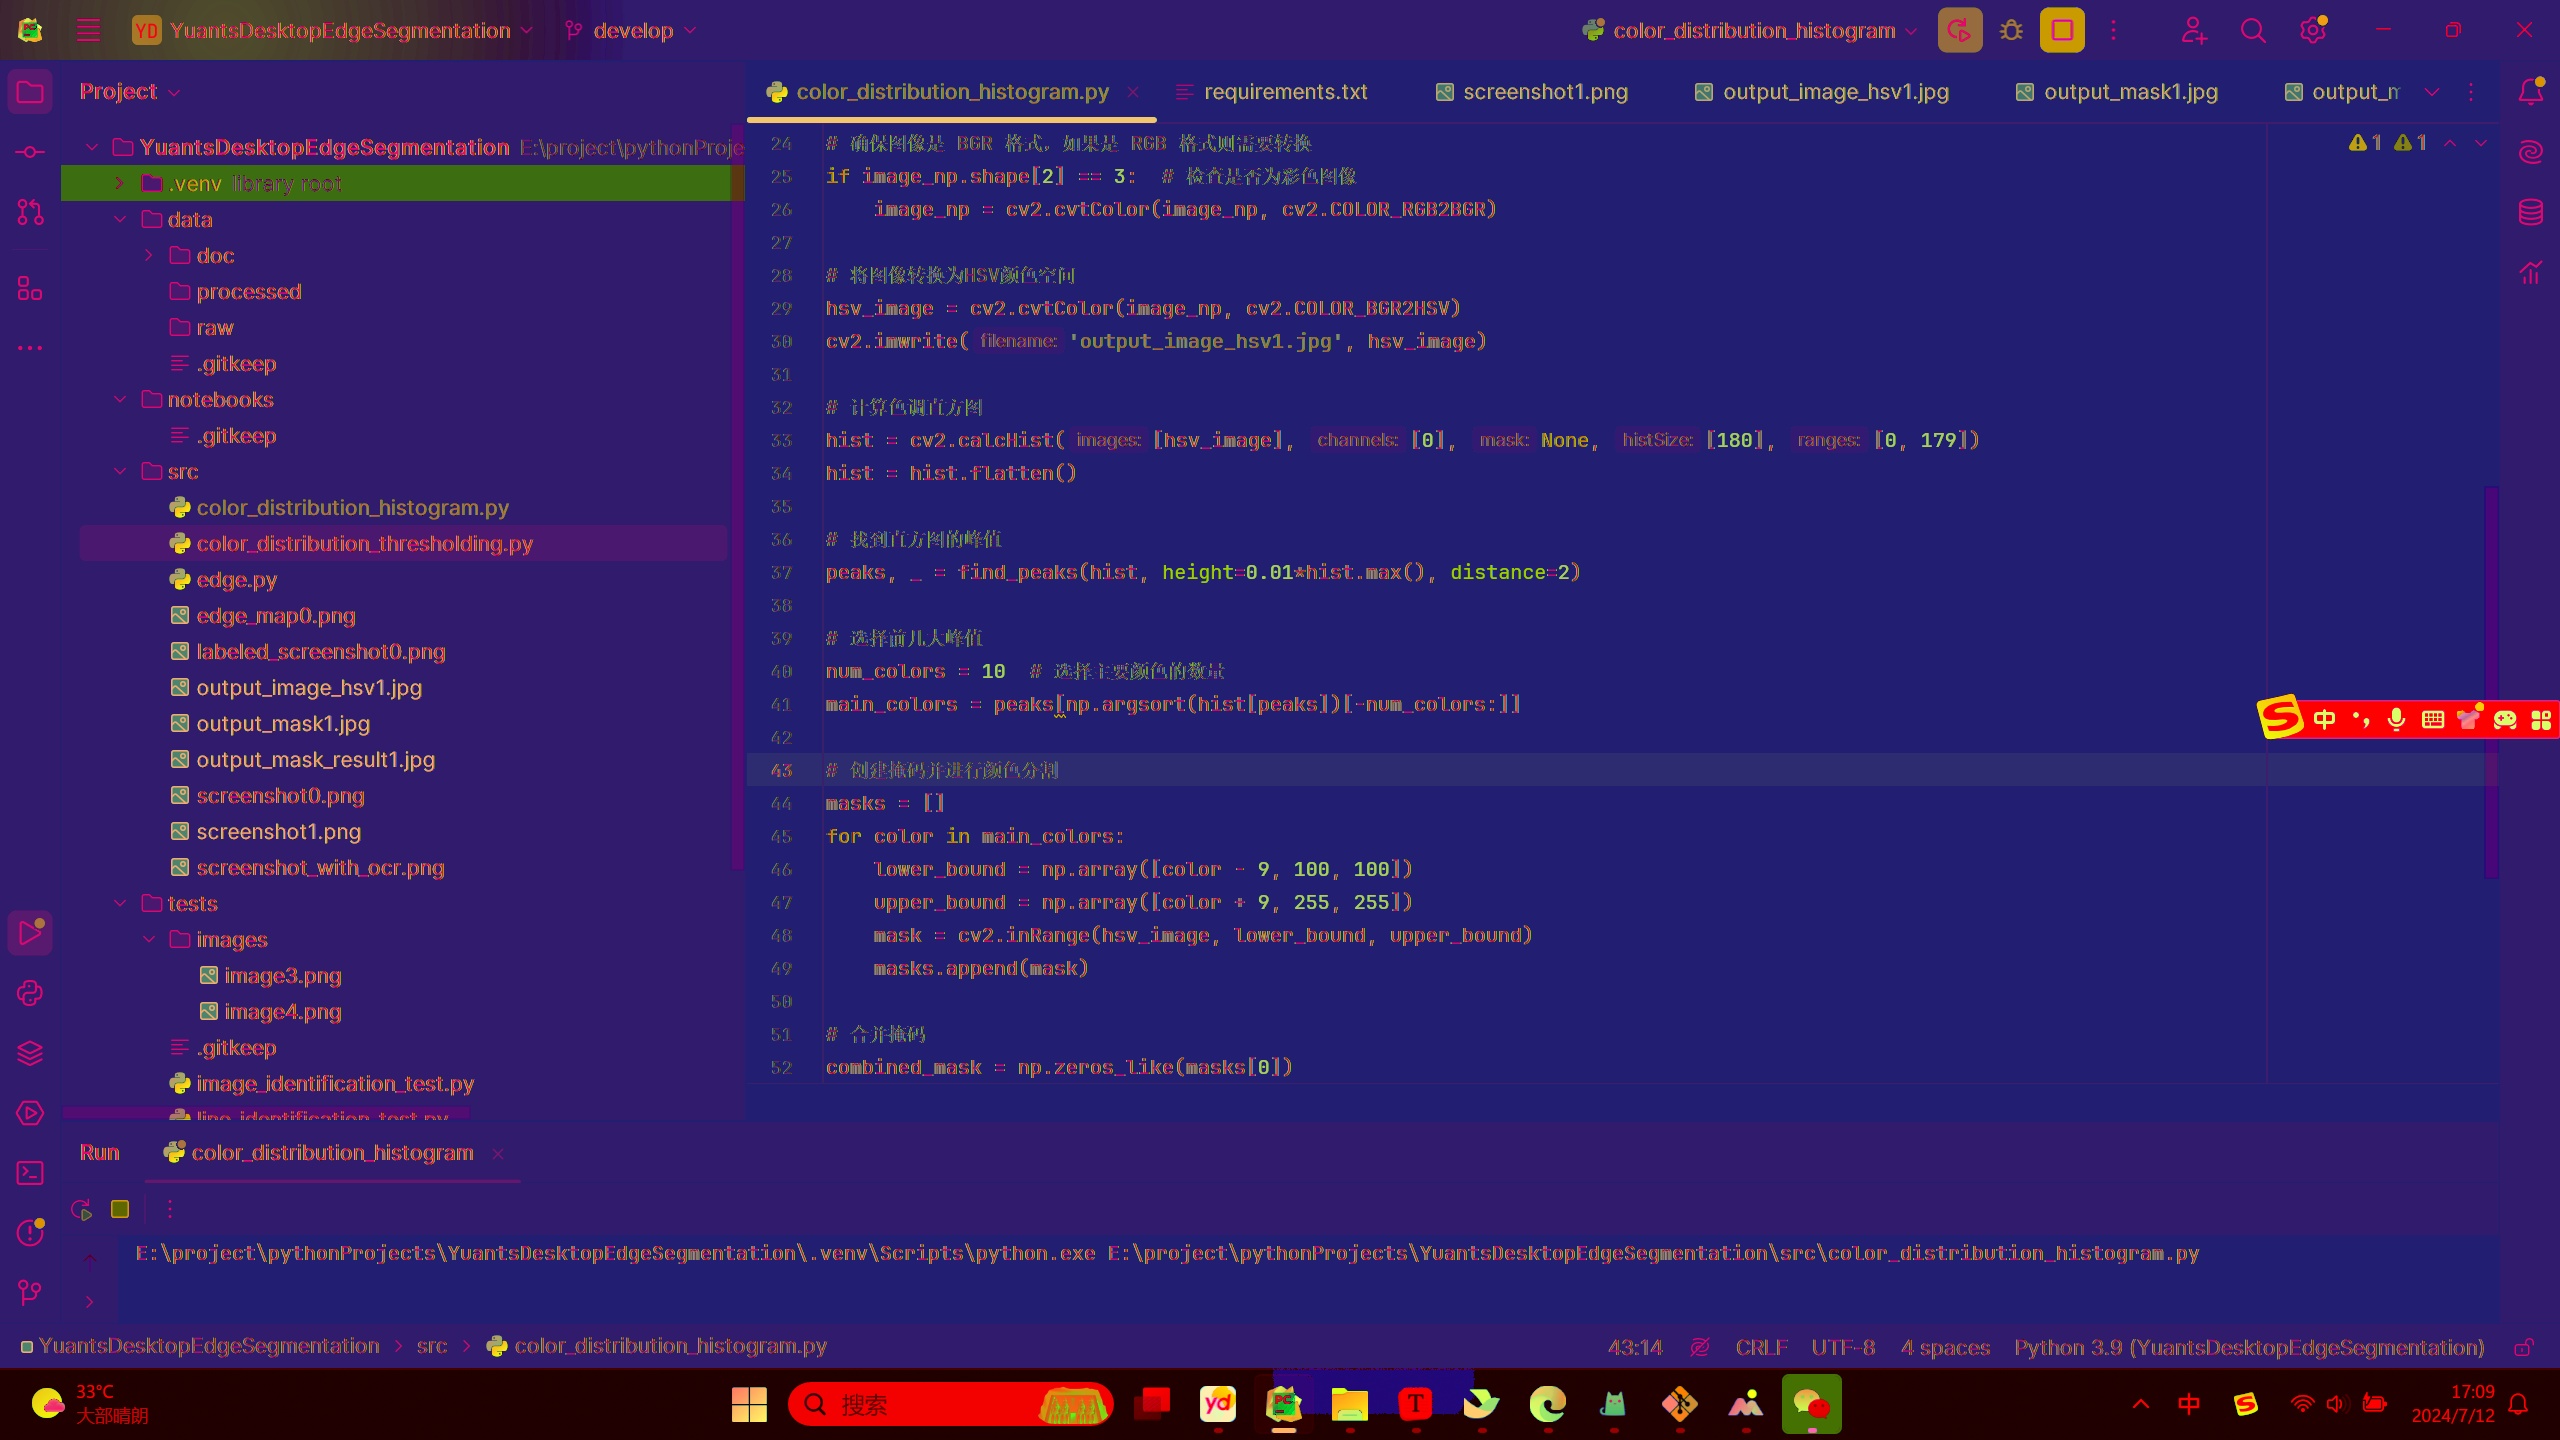 YD YuantsDesktopEdgeSegmentation develop color_distribution_histogram
Project
YuantsDesktopEdgeSegmentation E:\project\pythonProje
.venv library root
data
doc
processed
raw
.gitkeep
notebooks
.gitkeep
src
color_distribution_histogram.py
color_distribution_thresholding.py
edge.py
edge_map0.png
labeled_screenshot0.png
output_image_hsv1.jpg
output_mask1.jpg
output_mask_result1.jpg
screenshot0.png
screenshot1.png
screenshot_with_ocr.png
tests
images
image3.png
image4.png
.gitkeep
image_identification_test.py
line_identification_test.py
color_distribution_histogram.py requirements.txt screenshot1.png output_image_hsv1.jpg output_mask1.jpg output_m
1 1
24 # 确保图像是 BGR 格式，如果是 RGB 格式则需要转换
25 if image_np.shape[2] == 3: # 检查是否为彩色图像
26 image_np = cv2.cvtColor(image_np, cv2.COLOR_RGB2BGR)
27
28 # 将图像转换为HSV颜色空间
29 hsv_image = cv2.cvtColor(image_np, cv2.COLOR_BGR2HSV)
30 cv2.imwrite( filename: 'output_image_hsv1.jpg', hsv_image)
31
32 # 计算色调直方图
33 hist = cv2.calcHist( images: [hsv_image], channels: [0], mask: None, histSize: [180], ranges: [0, 179])
34 hist = hist.flatten()
35
36 # 找到直方图的峰值
37 peaks, _ = find_peaks(hist, height=0.01*hist.max(), distance=2)
38
39 # 选择前几大峰值
40 num_colors = 10 # 选择主要颜色的数量
41 main_colors = peaks[np.argsort(hist[peaks])[-num_colors:]]
42
43 # 创建掩码并进行颜色分割
44 masks = []
45 for color in main_colors:
46 lower_bound = np.array([color - 9, 100, 100])
47 upper_bound = np.array([color + 9, 255, 255])
48 mask = cv2.inRange(hsv_image, lower_bound, upper_bound)
49 masks.append(mask)
50
51 # 合并掩码
52 combined_mask = np.zeros_like(masks[0])
S 中
Run color_distribution_histogram
E:\project\pythonProjects\YuantsDesktopEdgeSegmentation\.venv\Scripts\python.exe E:\project\pythonProjects\YuantsDesktopEdgeSegmentation\src\color_distribution_histogram.py
YuantsDesktopEdgeSegmentation > src > color_distribution_histogram.py 43:14 CRLF UTF-8 4 spaces Python 3.9 (YuantsDesktopEdgeSegmentation)
33°C
大部晴朗
搜索
yd PC T
中 S
17:09
2024/7/12